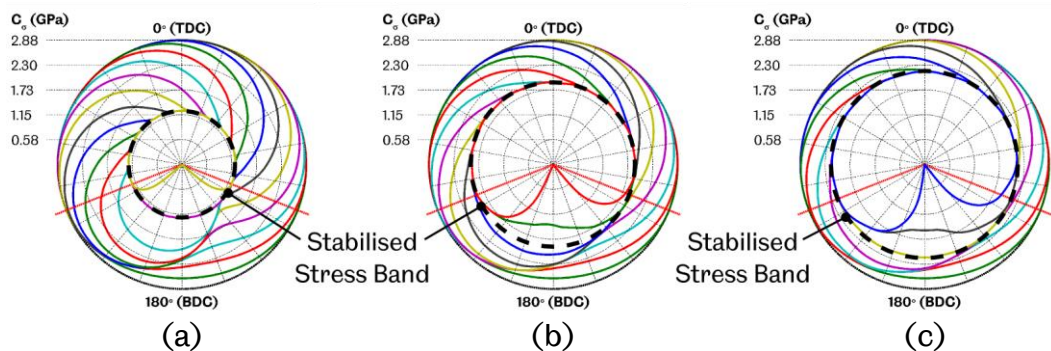 C_σ (GPa)
0° (TDC)
2.88
2.30
1.73
1.15
0.58
180° (BDC)
(a)
Stabilised
Stress Band
C_σ (GPa)
0° (TDC)
2.88
2.30
1.73
1.15
0.58
180° (BDC)
(b)
C_σ (GPa)
0° (TDC)
2.88
2.30
1.73
1.15
0.58
Stabilised
Stress Band
180° (BDC)
(c)